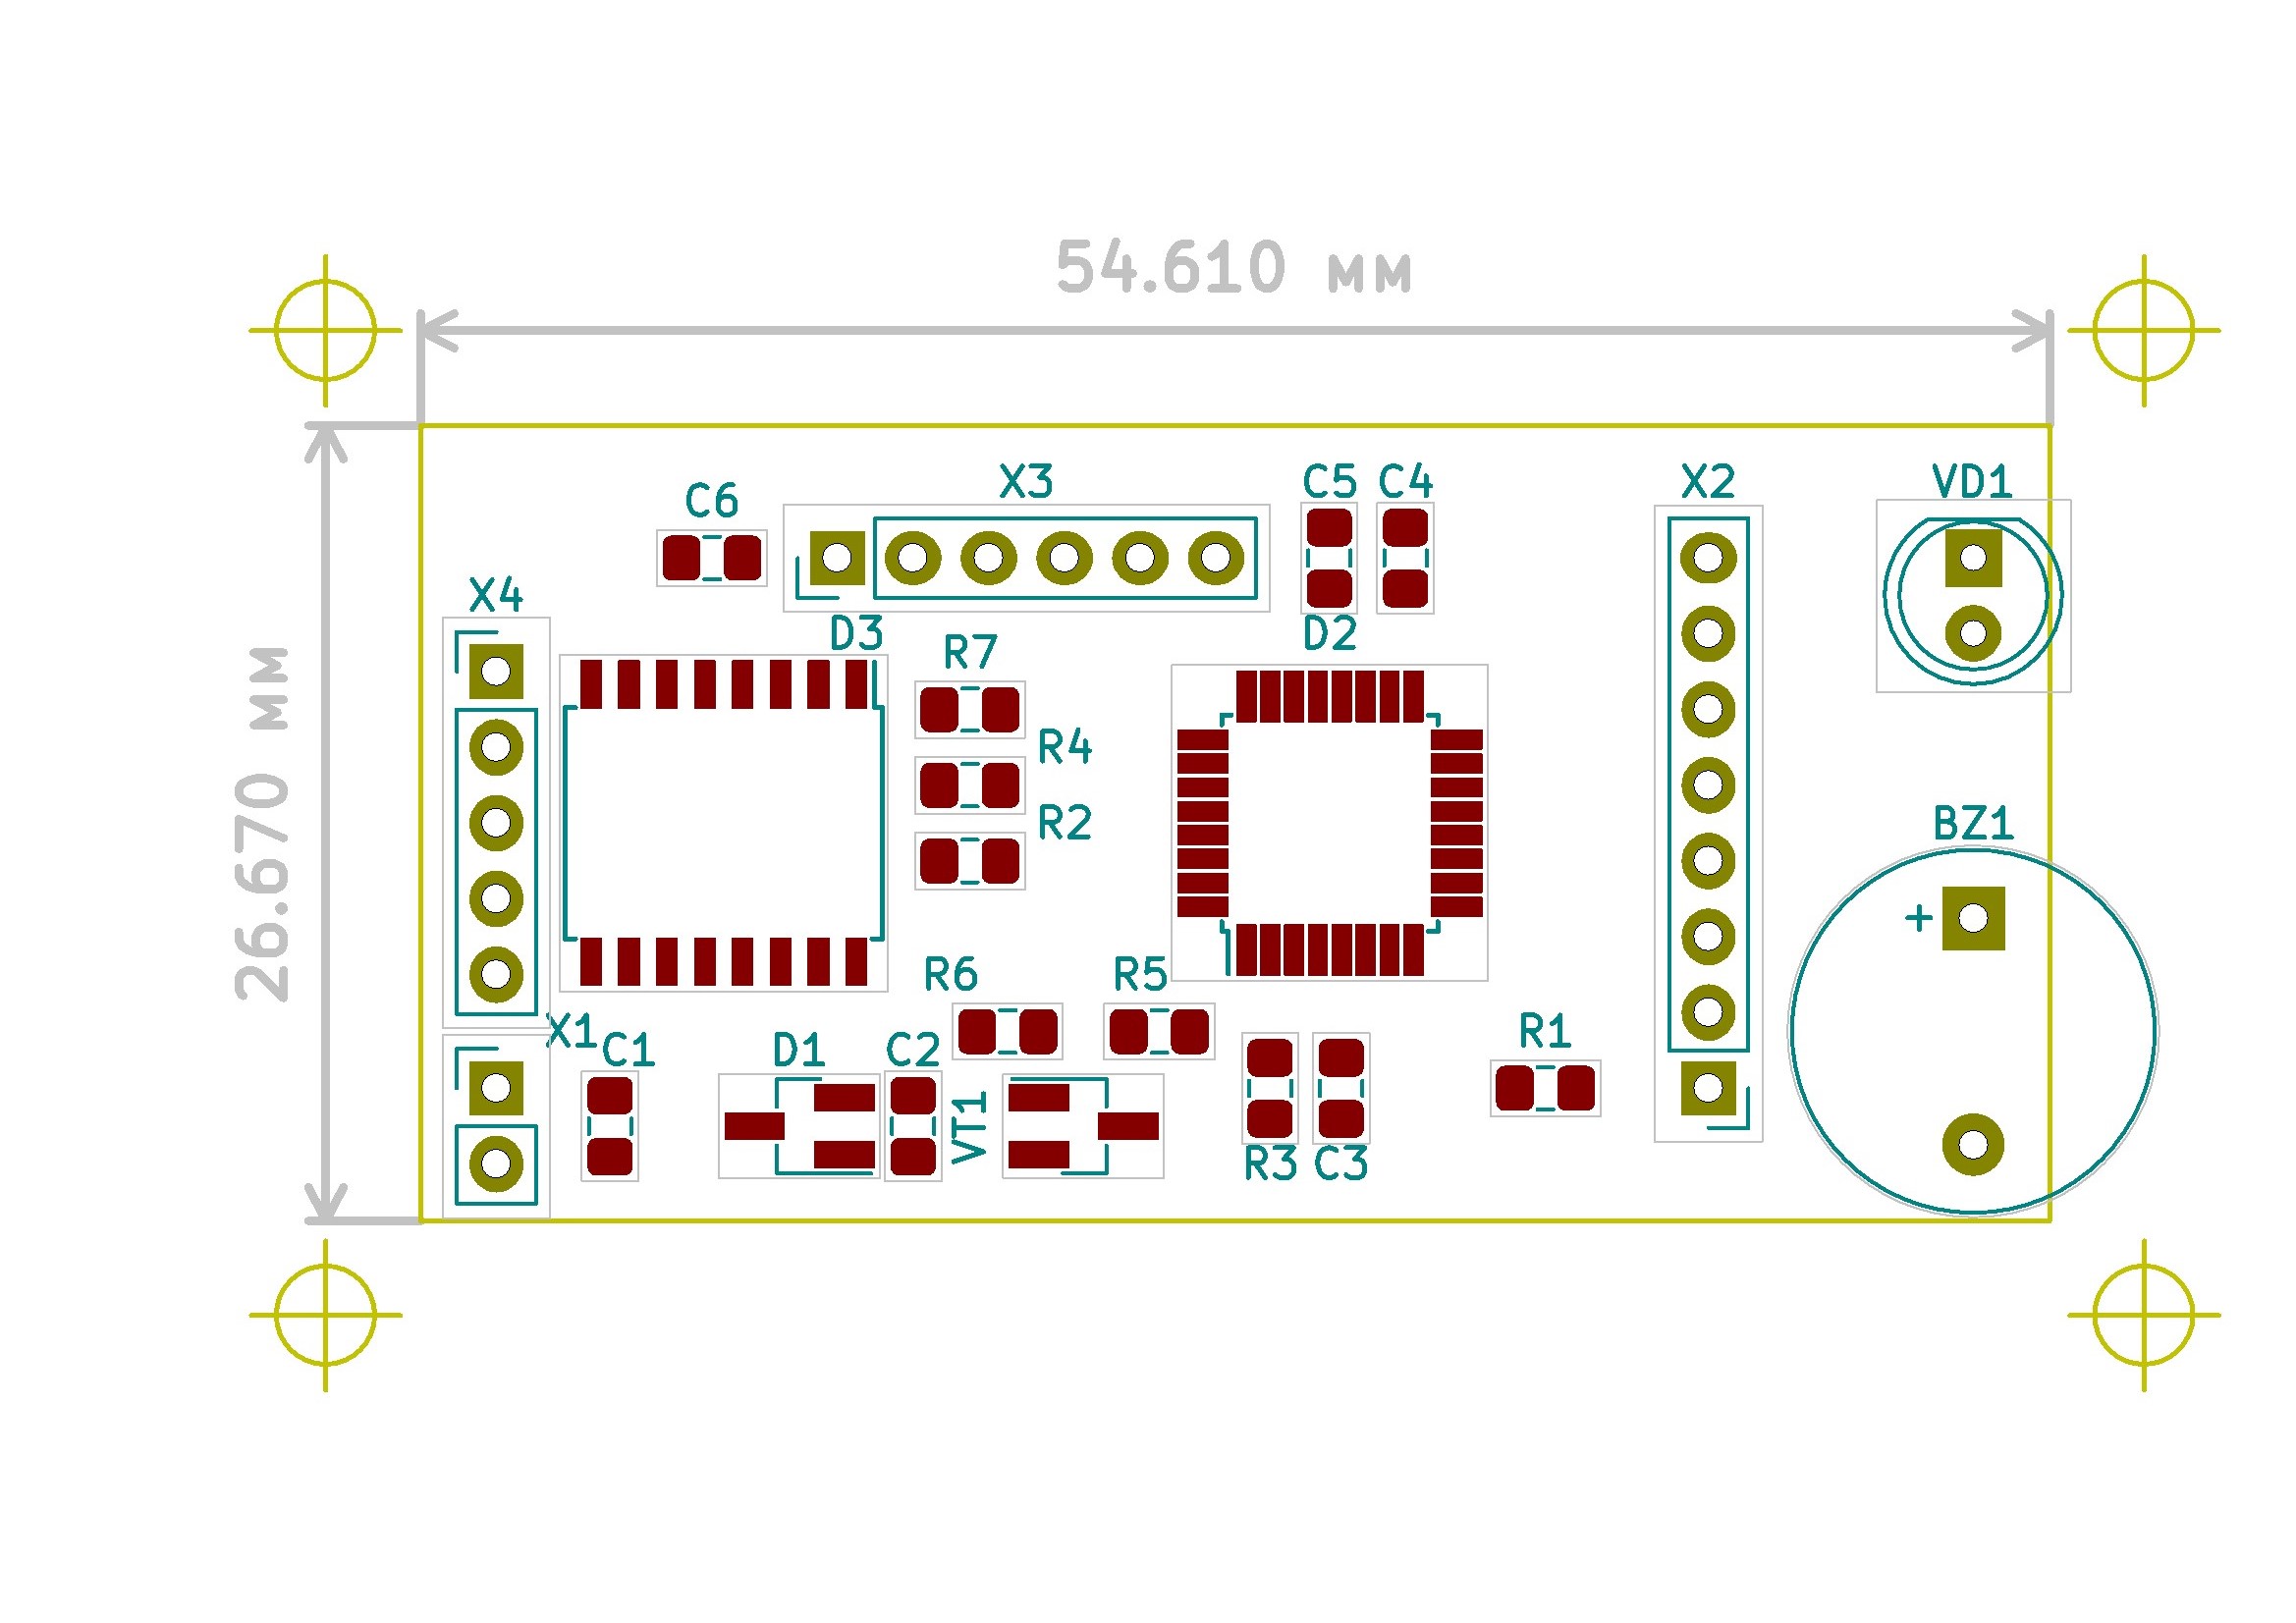 54.610 мм
X3
C5
C4
X2
VD1
C6
X4
D3
D2
R7
R4
R2
BZ1
+
26.670 мм
R6
R5
X1
C1
D1
C2
R1
VT1
R3
C3